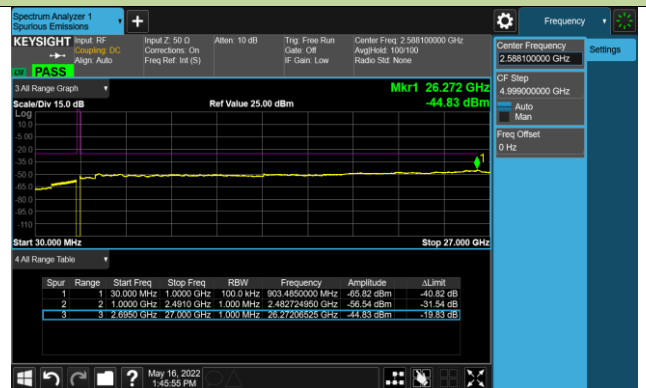 Spectrum Analyzer 1
Spurious Emissions
Frequency
KEYSIGHT
Input: RF
Coupling: DC
Align: Auto
Input Z: 50 Ω
Corrections: On
Freq Ref: Int (S)
Atten: 10 dB
Trig: Free Run
Gate: Off
IF Gain: Low
Center Freq: 2.588100000 GHz
Avg|Hold: 100/100
Radio Std: None
PASS
Center Frequency
2.588100000 GHz
Settings
CF Step
4.999000000 GHz
Auto
Man
Freq Offset
0 Hz
3 All Range Graph
Mkr1 26.272 GHz
Scale/Div 15.0 dB
Ref Value 25.00 dBm
-44.83 dBm
Log
10.0
-5.00
-20.0
-35.0
-50.0
-65.0
-80.0
-95.0
-110
1
Start 30.000 MHz
Stop 27.000 GHz
4 All Range Table
Spur Range Start Freq Stop Freq RBW Frequency Amplitude ΔLimit
1 1 30.000 MHz 1.0000 GHz 100.0 kHz 903.4850000 MHz -65.82 dBm -40.82 dB
2 2 1.0000 GHz 2.4910 GHz 1.000 MHz 2.482724950 GHz -56.54 dBm -31.54 dB
3 3 2.6950 GHz 27.000 GHz 1.000 MHz 26.27206525 GHz -44.83 dBm -19.83 dB
?
May 16, 2022
1:45:55 PM